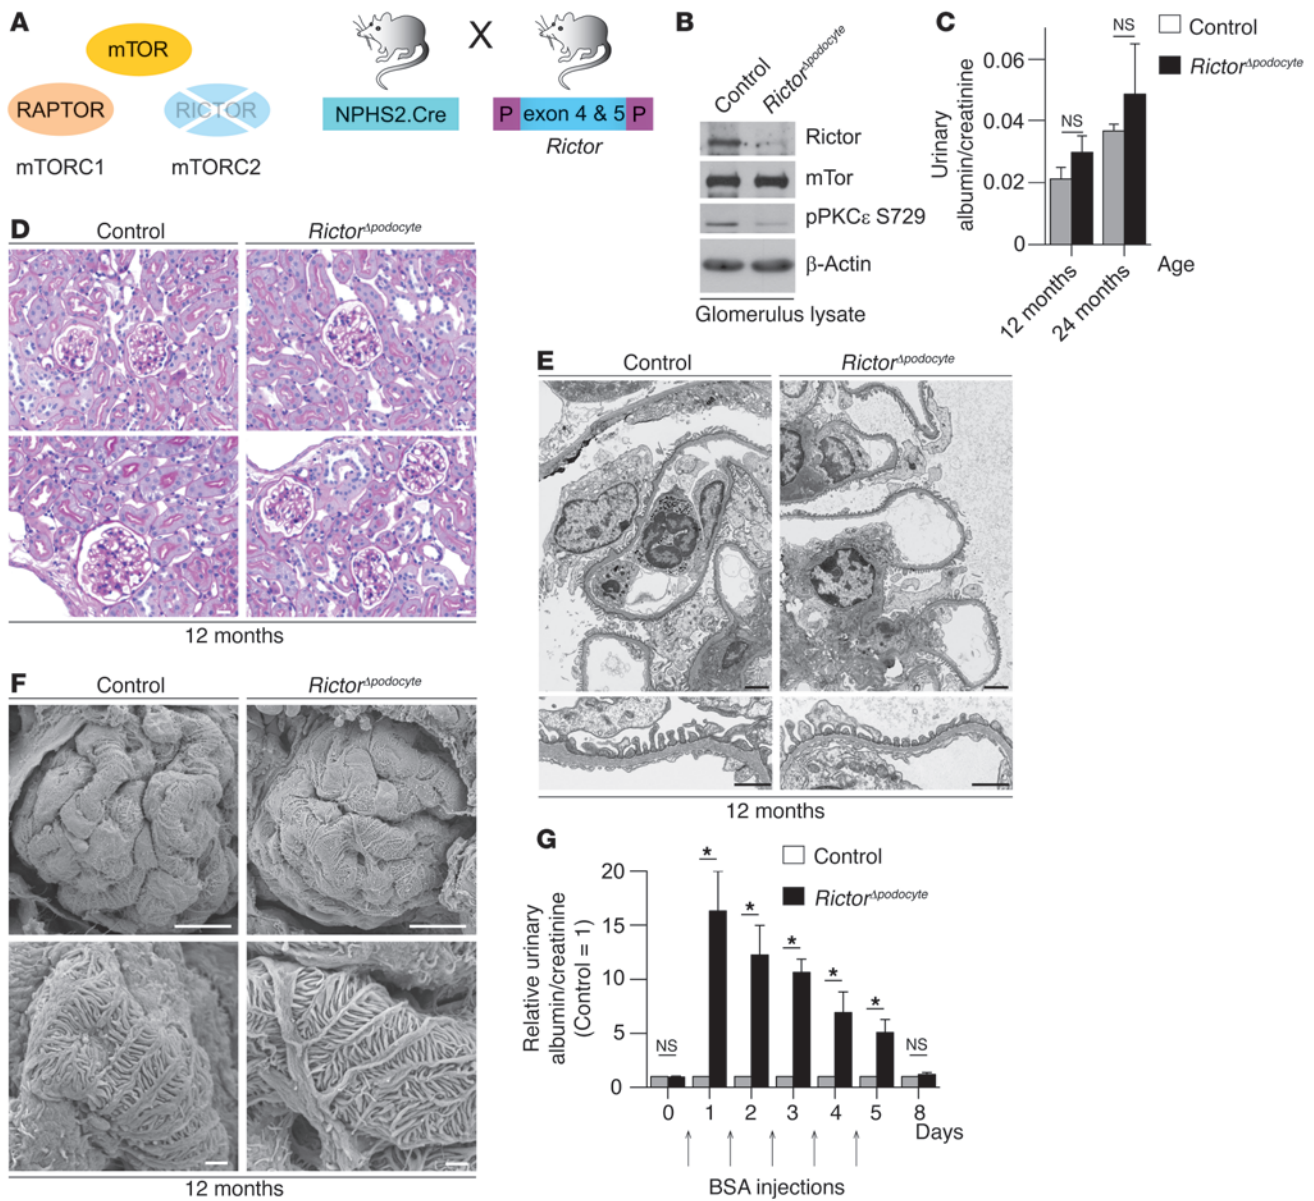 A
mTOR
RAPTOR
RICTOR
mTORC1
mTORC2
X
NPHS2.Cre
P exon 4 & 5 P
Rictor
B
Control
RictorΔpodocyte
Rictor
mTor
pPKCε S729
β-Actin
Glomerulus lysate
C
Control
RictorΔpodocyte
Urinary
albumin/creatinine
0.06
0.04
0.02
0
NS
NS
12 months
24 months
Age
D
Control
RictorΔpodocyte
12 months
E
Control
RictorΔpodocyte
12 months
F
Control
RictorΔpodocyte
12 months
G
Control
RictorΔpodocyte
Relative urinary
albumin/creatinine
(Control = 1)
20
15
10
5
0
NS
*
*
*
*
*
NS
0 1 2 3 4 5 8
Days
BSA injections